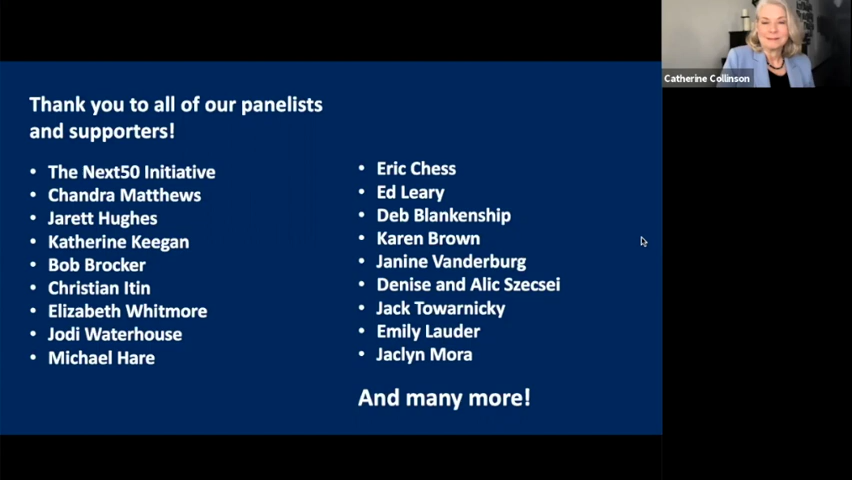 Catherine Collinson
Thank you to all of our panelists
and supporters!
• The Next50 Initiative
• Chandra Matthews
• Jarett Hughes
• Katherine Keegan
• Bob Brocker
• Christian Itin
• Elizabeth Whitmore
• Jodi Waterhouse
• Michael Hare
• Eric Chess
• Ed Leary
• Deb Blankenship
• Karen Brown
• Janine Vanderburg
• Denise and Alic Szecsei
• Jack Towarnicky
• Emily Lauder
• Jaclyn Mora
And many more!